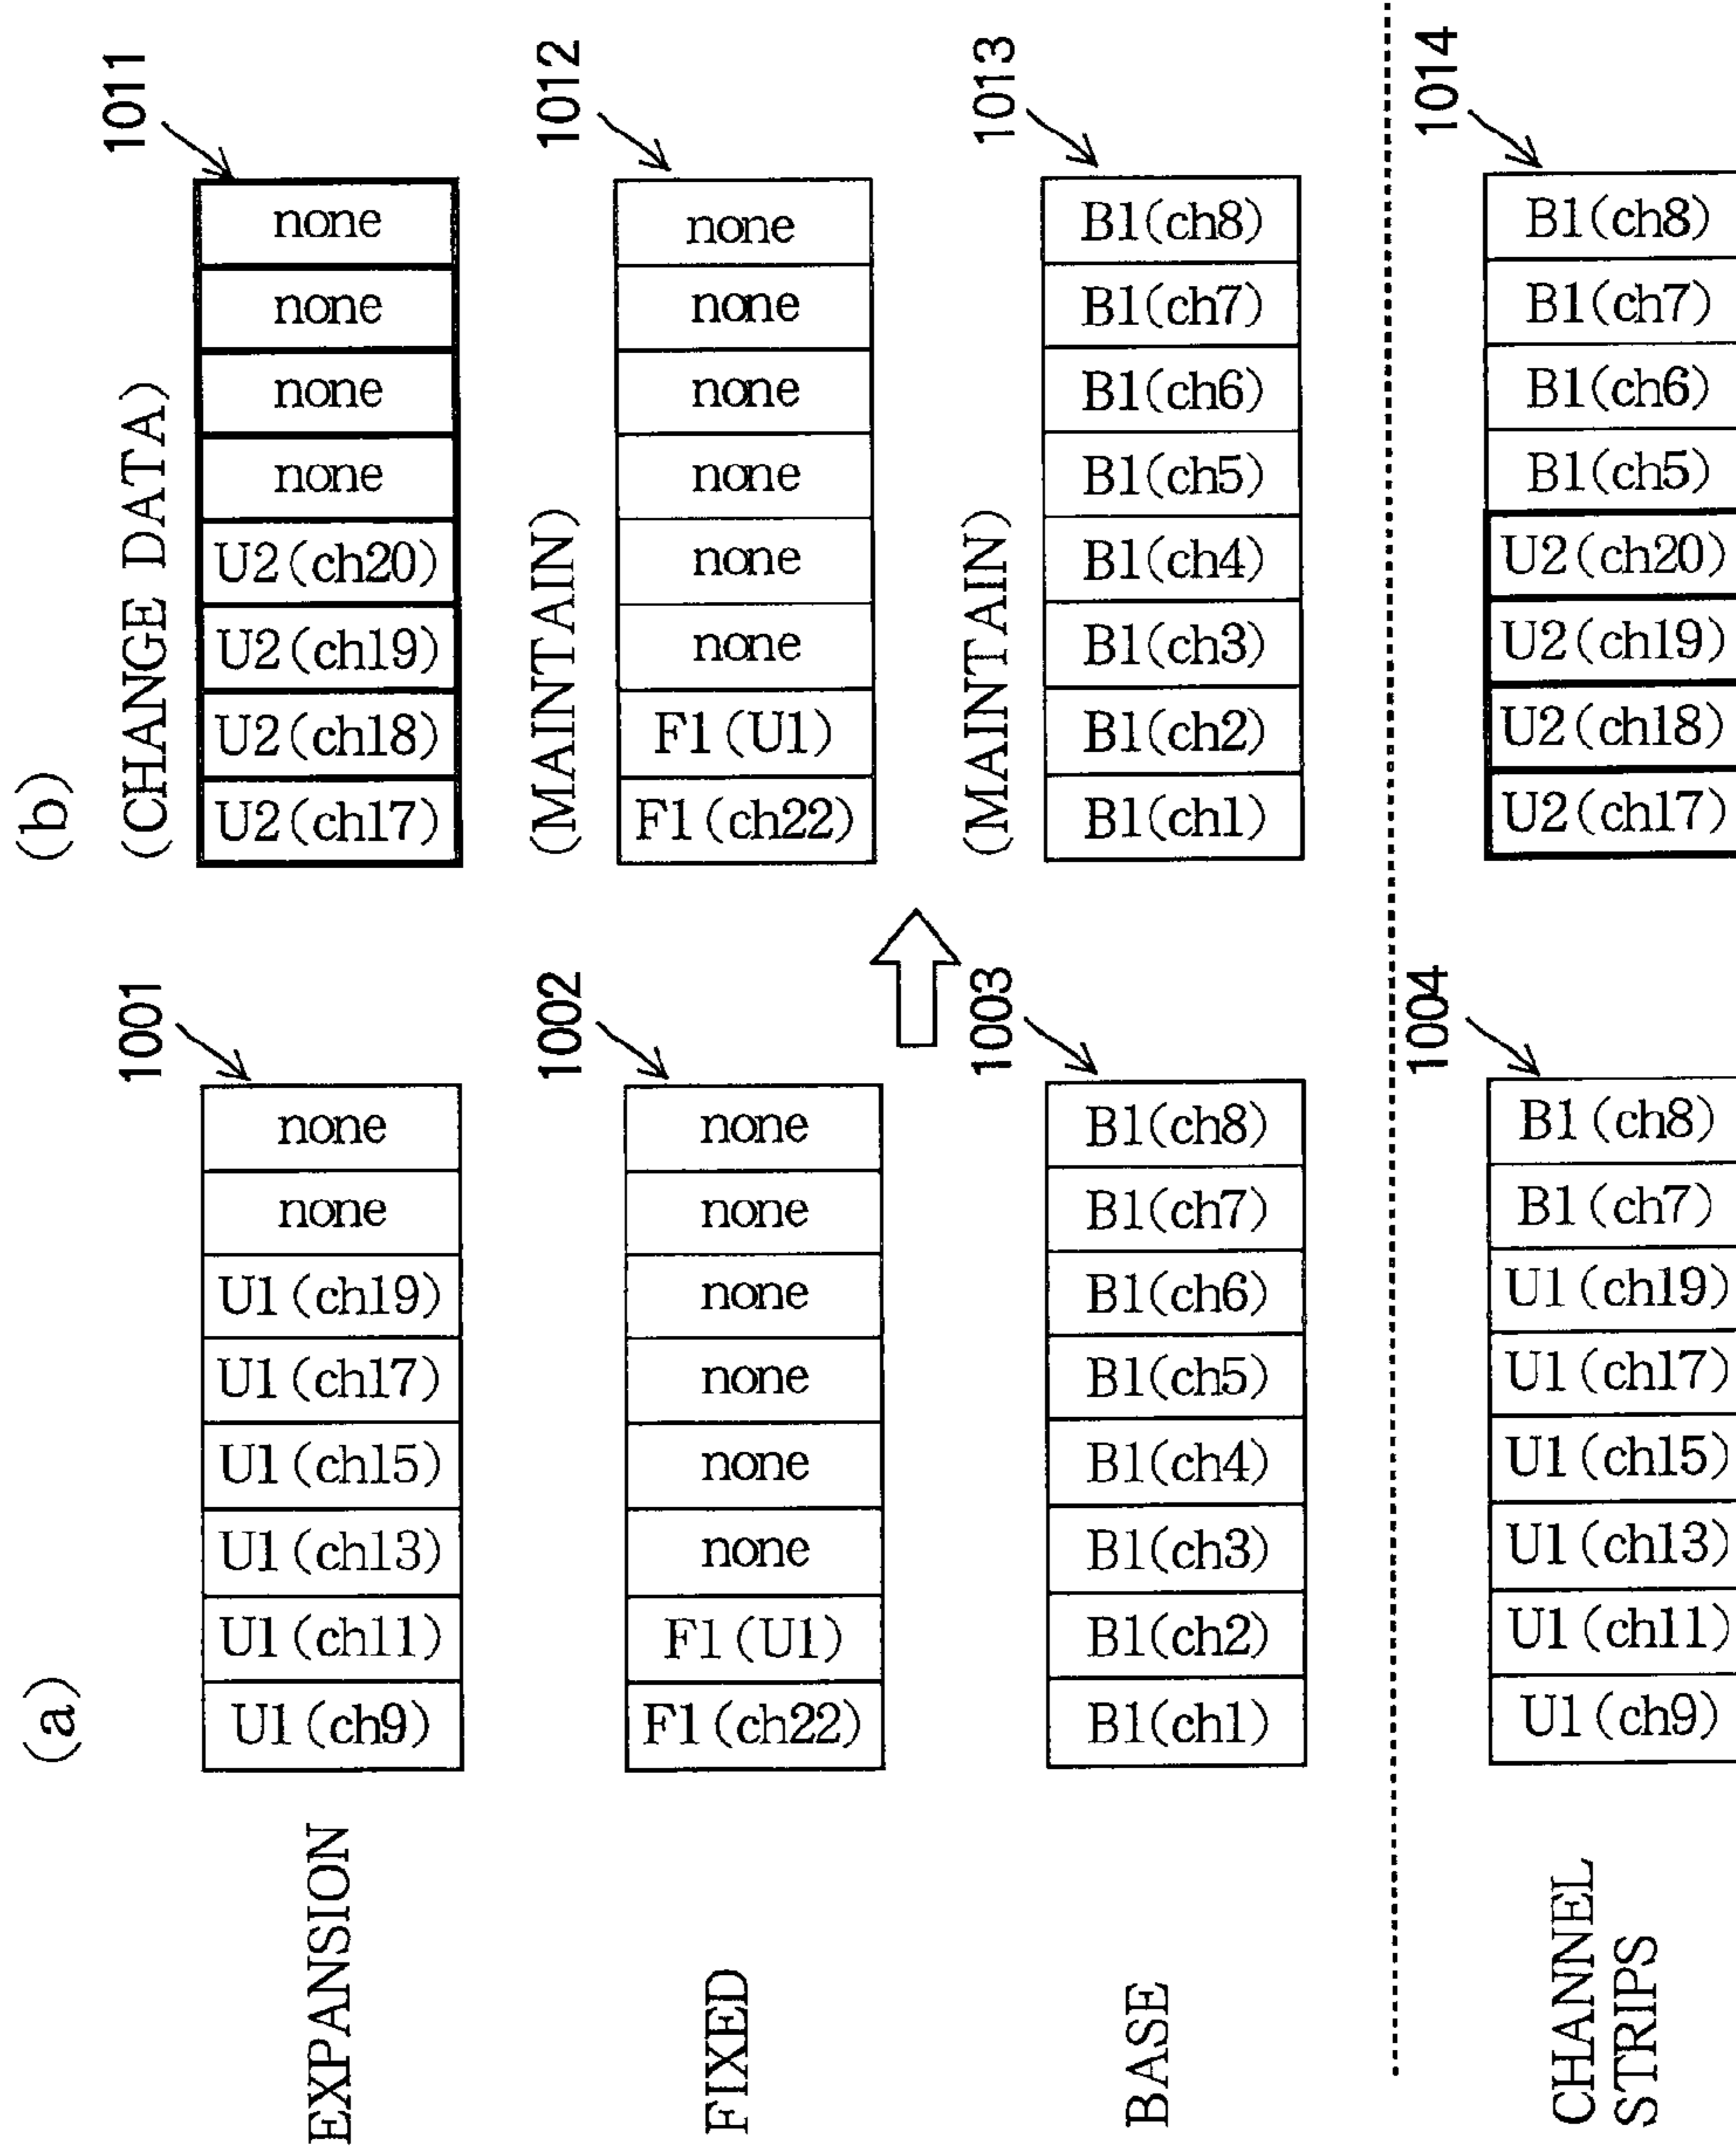 (a)
(b)
(CHANGE DATA)
1001
1011
EXPANSION
U1(ch9) U1(ch11) U1(ch13) U1(ch15) U1(ch17) U1(ch19) none none
U2(ch17) U2(ch18) U2(ch19) U2(ch20) none none none none
(MAINTAIN)
1002
1012
FIXED
F1(ch22) F1(U1) none none none none none none
F1(ch22) F1(U1) none none none none none none
(MAINTAIN)
1003
1013
BASE
B1(ch1) B1(ch2) B1(ch3) B1(ch4) B1(ch5) B1(ch6) B1(ch7) B1(ch8)
B1(ch1) B1(ch2) B1(ch3) B1(ch4) B1(ch5) B1(ch6) B1(ch7) B1(ch8)
1004
1014
CHANNEL
STRIPS
U1(ch9) U1(ch11) U1(ch13) U1(ch15) U1(ch17) U1(ch19) B1(ch7) B1(ch8)
U2(ch17) U2(ch18) U2(ch19) U2(ch20) B1(ch5) B1(ch6) B1(ch7) B1(ch8)